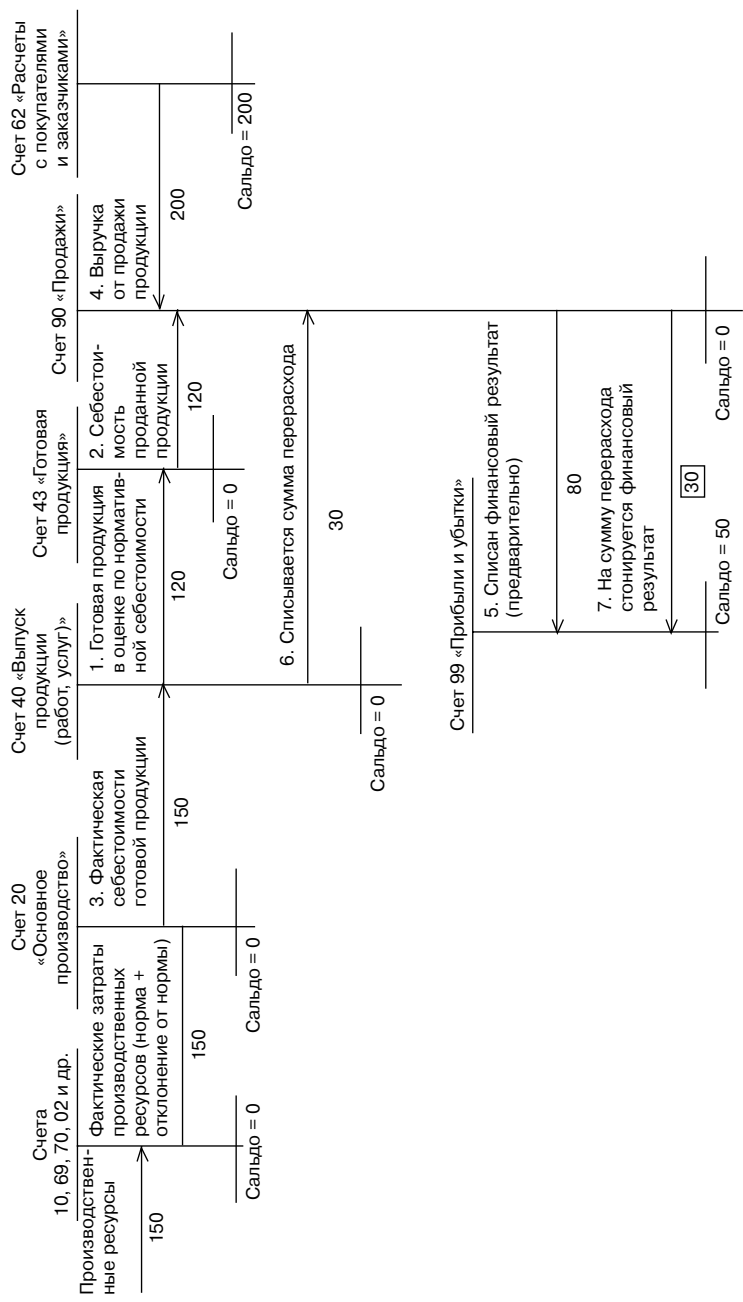 Счета
10, 69, 70, 02 и др.
Производствен-
ные ресурсы
150
Сальдо = 0
Фактические затраты
производственных
ресурсов (норма +
отклонение от нормы)
150
Счет 20
«Основное
производство»
Сальдо = 0
3. Фактическая
себестоимости
готовой продукции
150
Счет 40 «Выпуск
продукции
(работ, услуг)»
Сальдо = 0
1. Готовая продукция
в оценке по норматив-
ной себестоимости
120
Счет 43 «Готовая
продукция»
Сальдо = 0
2. Себестои-
мость
проданной
продукции
120
Счет 90 «Продажи»
4. Выручка
от продажи
продукции
200
Счет 62 «Расчеты
с покупателями
и заказчиками»
Сальдо = 200
6. Списывается сумма перерасхода
30
Счет 99 «Прибыли и убытки»
5. Списан финансовый результат
(предварительно)
80
7. На сумму перерасхода
стонируется финансовый
результат
30
Сальдо = 50
Сальдо = 0